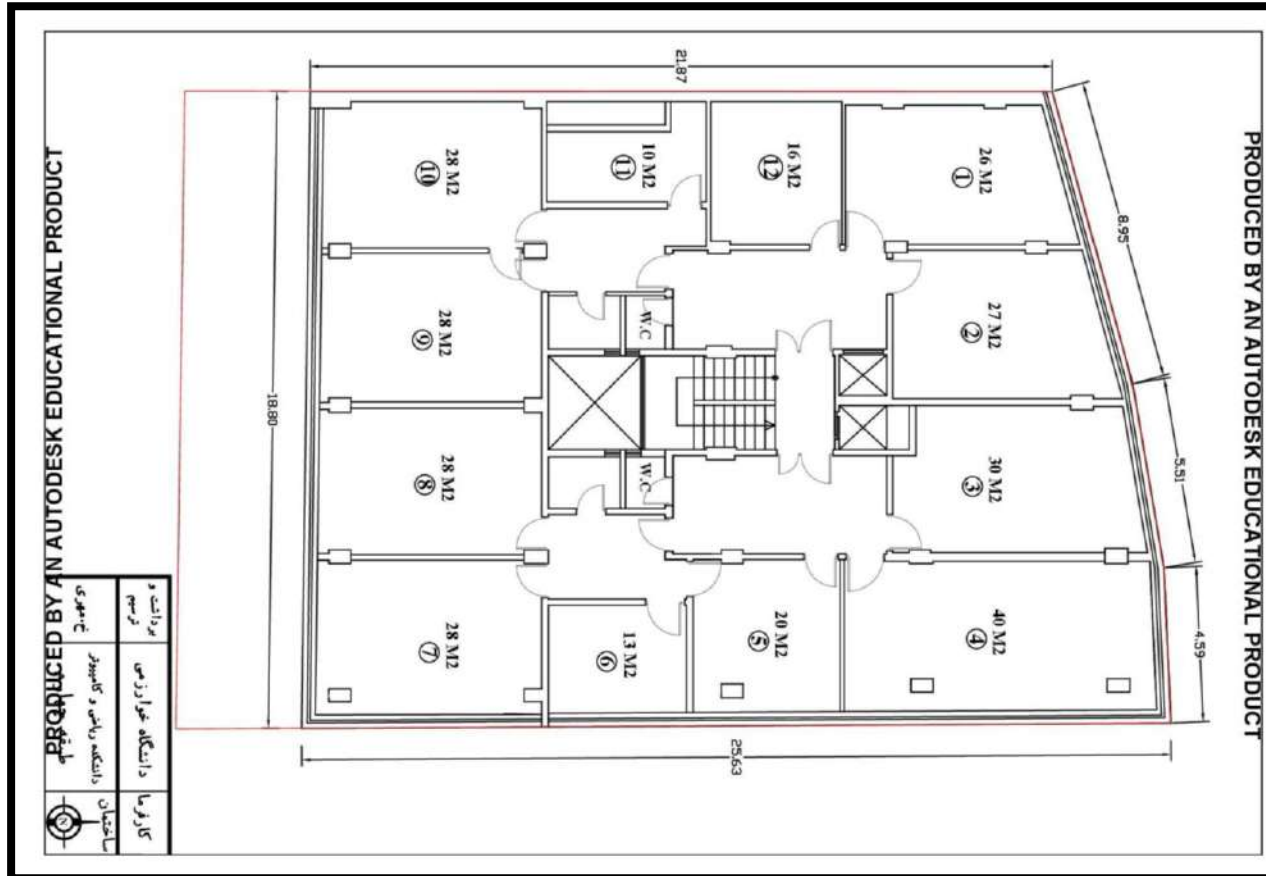 PRODUCED BY AN AUTODESK EDUCATIONAL PRODUCT
21.87
28 M2
10
10 M2
11
16 M2
12
26 M2
1
8.95
28 M2
9
W.C
27 M2
2
18.80
28 M2
8
W.C
30 M2
3
5.51
28 M2
7
13 M2
6
20 M2
5
40 M2
4
4.59
25.63
PRODUCED BY AN AUTODESK EDUCATIONAL PRODUCT
کارفرما
دانشگاه خوارزمی
برداشت و
ترسیم
ساختمان
دانشکده ریاضی و کامپیوتر
طبقه
N